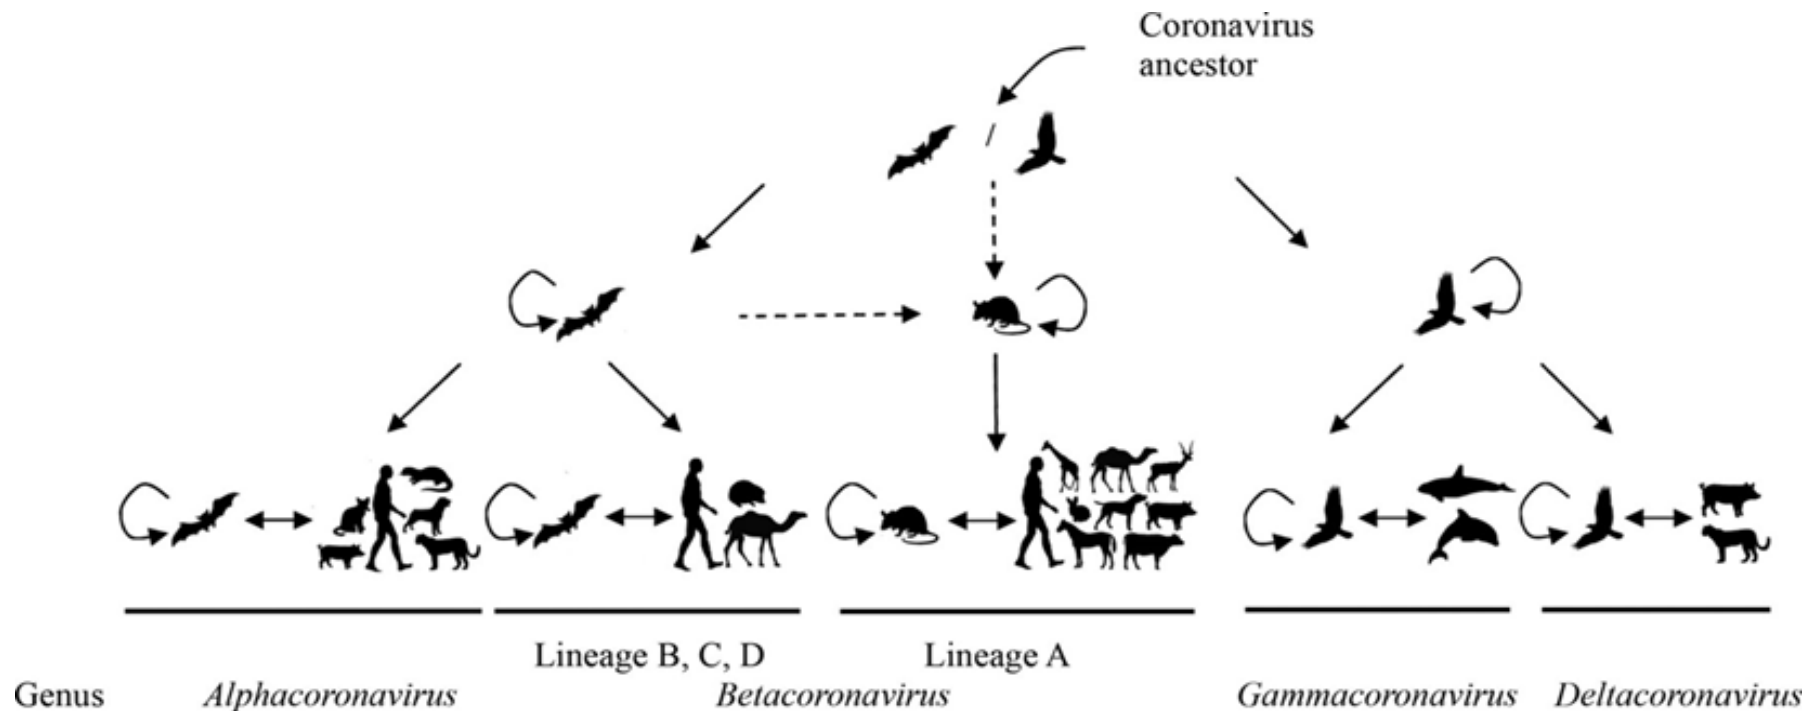 Coronavirus
ancestor
/
Lineage B, C, D
Lineage A
Genus
Alphacoronavirus
Betacoronavirus
Gammacoronavirus
Deltacoronavirus